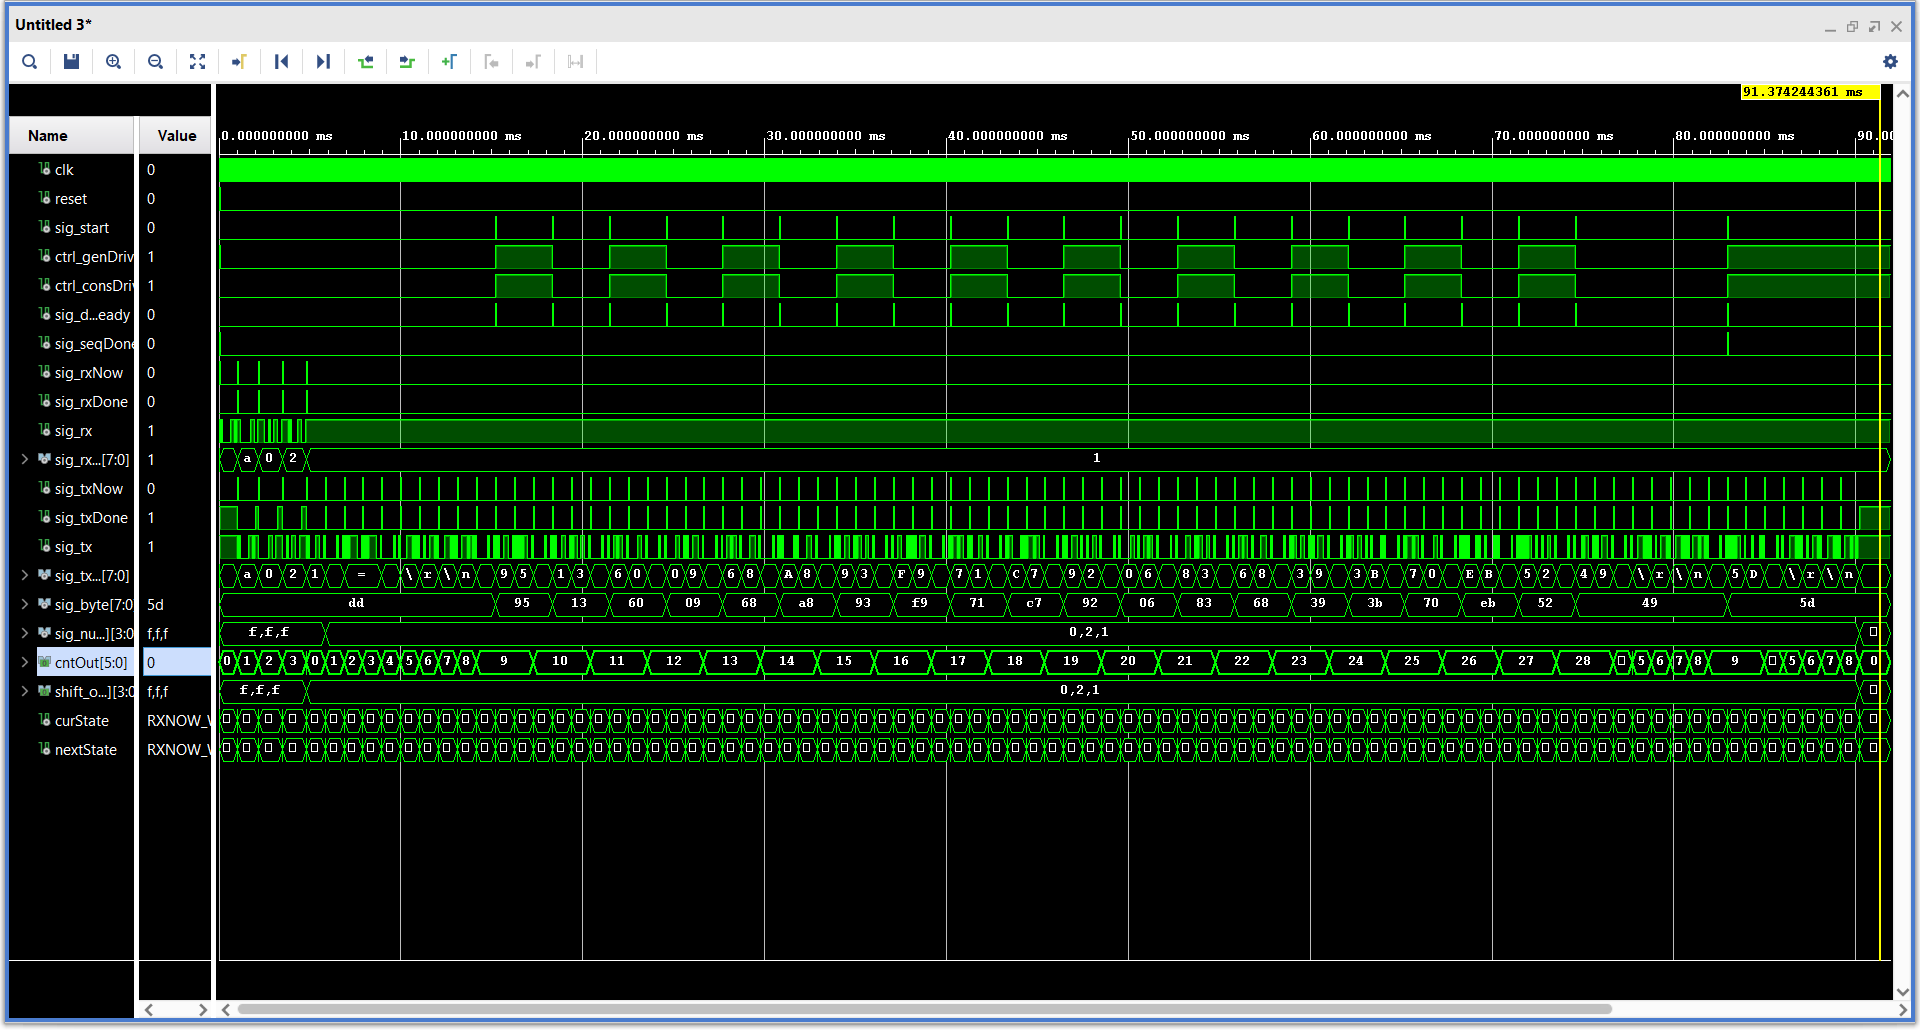 Untitled 3*
91.374244361 ms
Name Value
0.000000000 ms 10.000000000 ms 20.000000000 ms 30.000000000 ms 40.000000000 ms 50.000000000 ms 60.000000000 ms 70.000000000 ms 80.000000000 ms 90.00
clk 0
reset 0
sig_start 0
ctrl_genDriv 1
ctrl_consDriv 1
sig_d...eady 0
sig_seqDone 0
sig_rxNow 0
sig_rxDone 0
sig_rx 1
sig_rx...[7:0] 1 a 0 2 1
sig_txNow 0
sig_txDone 1
sig_tx 1
sig_tx...[7:0] a 0 2 1 = \r \n 9 5 1 3 6 0 0 9 6 8 A 8 9 3 F 9 7 1 C 7 9 2 0 6 8 3 6 8 3 9 3 B 7 0 E B 5 2 4 9 \r \n 5 D \r \n
sig_byte[7:0 5d dd 95 13 60 09 68 a8 93 f9 71 c7 92 06 83 68 39 3b 70 eb 52 49 5d
sig_nu...][3:0 f,f,f f,f,f 0,2,1
cntOut[5:0] 0 0 1 2 3 0 1 2 3 4 5 6 7 8 9 10 11 12 13 14 15 16 17 18 19 20 21 22 23 24 25 26 27 28 5 6 7 8 9 5 6 7 8 0
shift_o...][3:0 f,f,f f,f,f 0,2,1
curState RXNOW_
nextState RXNOW_